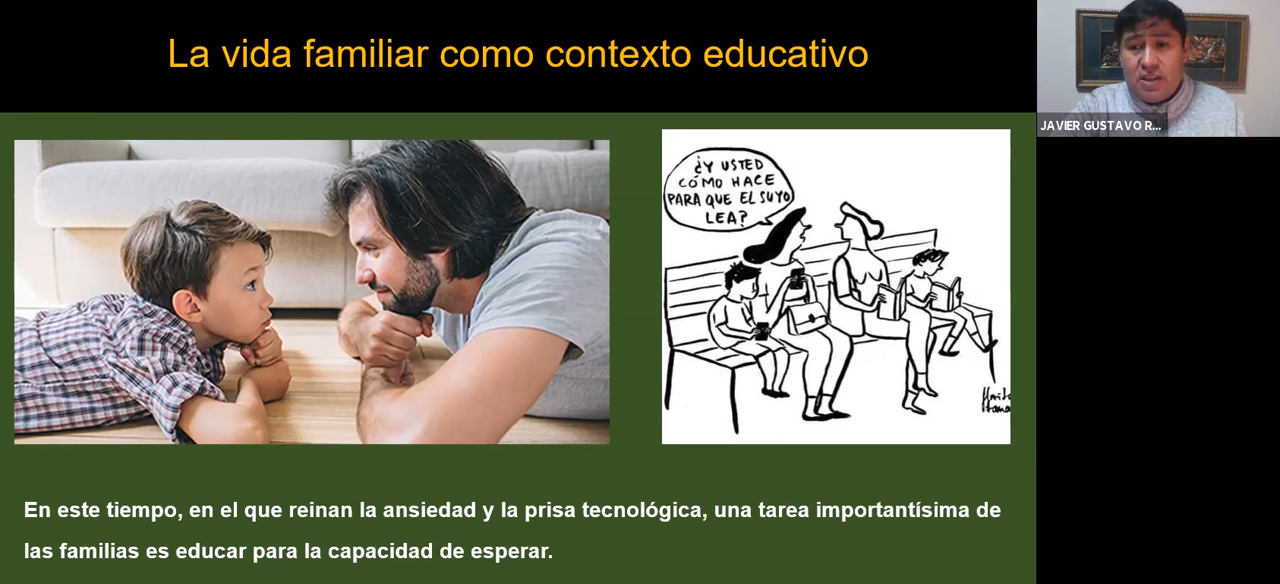 La vida familiar como contexto educativo
JAVIER GUSTAVO R...
¿Y USTED
CÓMO HACE
PARA QUE EL SUYO
LEA?
En este tiempo, en el que reinan la ansiedad y la prisa tecnológica, una tarea importantísima de
las familias es educar para la capacidad de esperar.